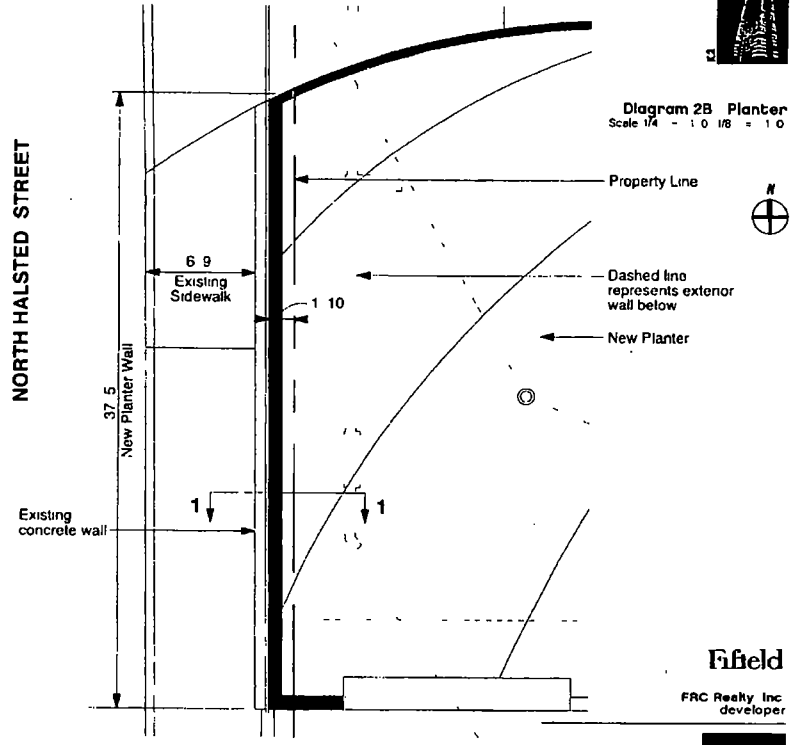 Diagram 2B Planter
Scale 1/4 - 1 0 1/8 = 1 0
NORTH HALSTED STREET
Property Line
N
6 9
Existing
Sidewalk
1 10
Dashed line
represents exterior
wall below
New Planter
37 5
New Planter Wall
1
1
Existing
concrete wall
Fifield
FRC Realty Inc
developer